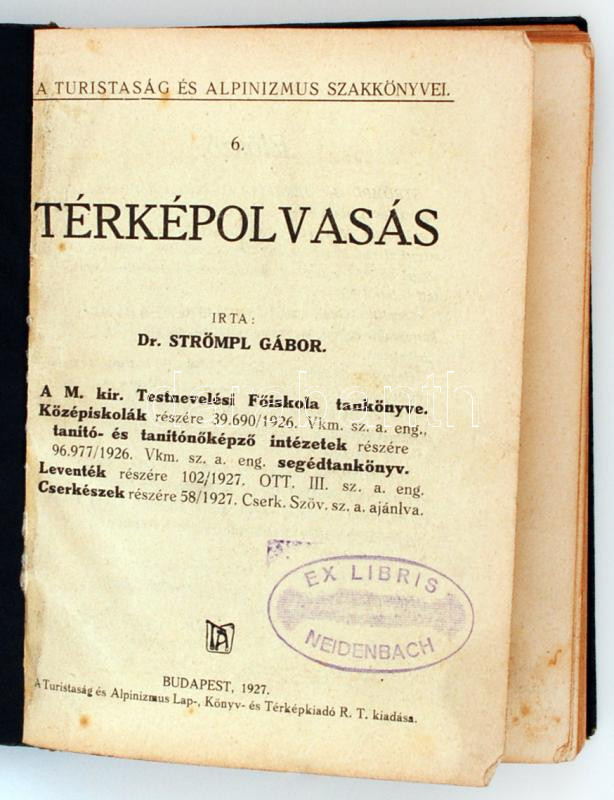 A TURISTASÁG ÉS ALPINIZMUS SZAKKÖNYVEI.
6.
TÉRKÉPOLVASÁS
IRTA:
Dr. STRÖMPL GÁBOR.
A M. kir. Testnevelési Főiskola tankönyve.
Középiskolák részére 39.690/1926. Vkm. sz. a. eng.,
tanitó- és tanitónőképző intézetek részére
96.977/1926. Vkm. sz. a. eng. segédtankönyv.
Leventék részére 102/1927. OTT. III. sz. a. eng.
Cserkészek részére 58/1927. Cserk. Szöv. sz. a. ajánlva.
EX LIBRIS
NEIDENBACH
BUDAPEST, 1927.
A Turistaság és Alpinizmus Lap-, Könyv- és Térképkiadó R. T. kiadása.